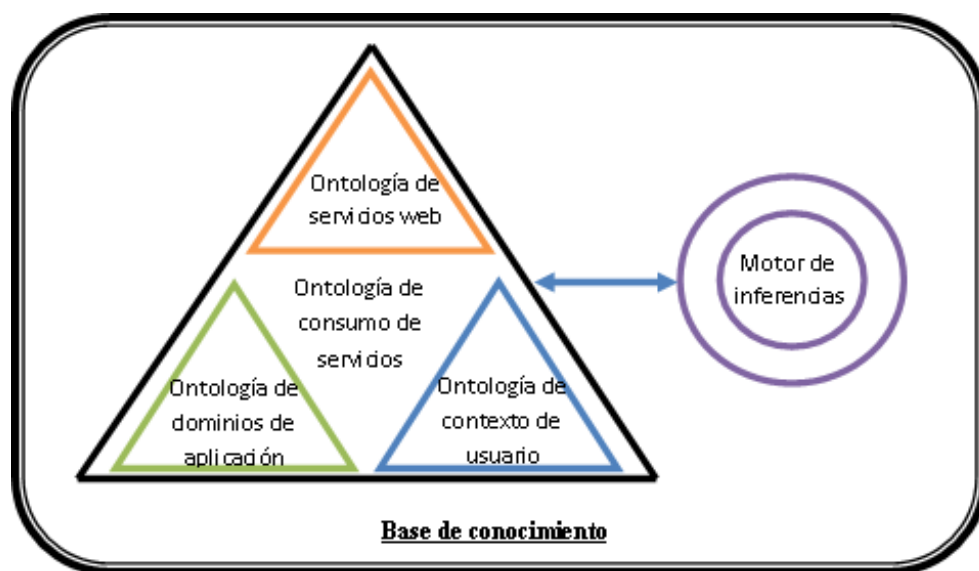 Ontología de
servicios web
Ontología de
consumo de
servicios
Ontología de
dominios de
aplicación
Ontología de
contexto de
usuario
Motor de
inferencias
Base de conocimiento